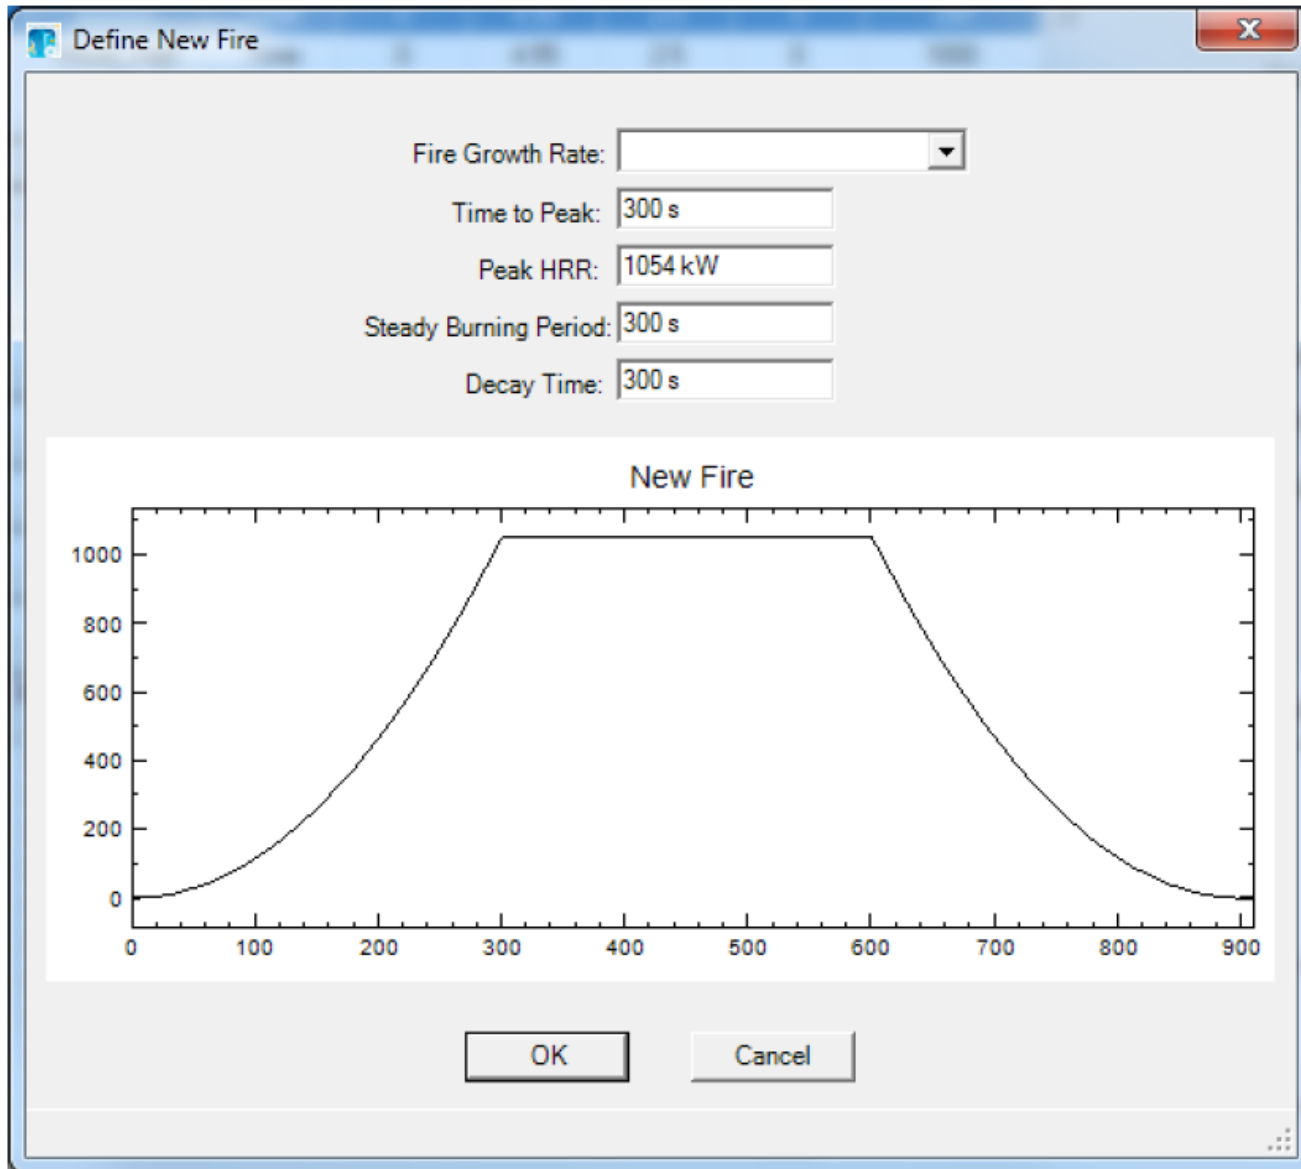 Define New Fire
Fire Growth Rate:
Time to Peak: 300 s
Peak HRR: 1054 kW
Steady Burning Period: 300 s
Decay Time: 300 s
New Fire
1000
800
600
400
200
0
0 100 200 300 400 500 600 700 800 900
OK Cancel